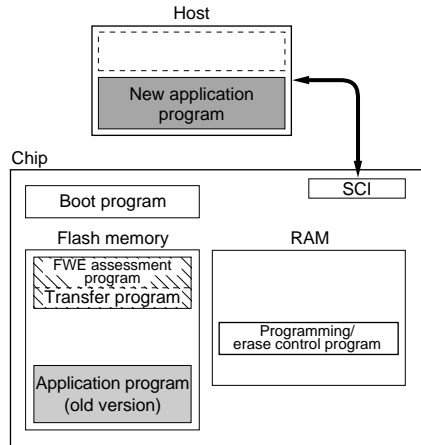 Host
New application
program
Chip
SCI
Boot program
Flash memory
RAM
FWE assessment
program
Transfer program
Programming/
erase control program
Application program
(old version)